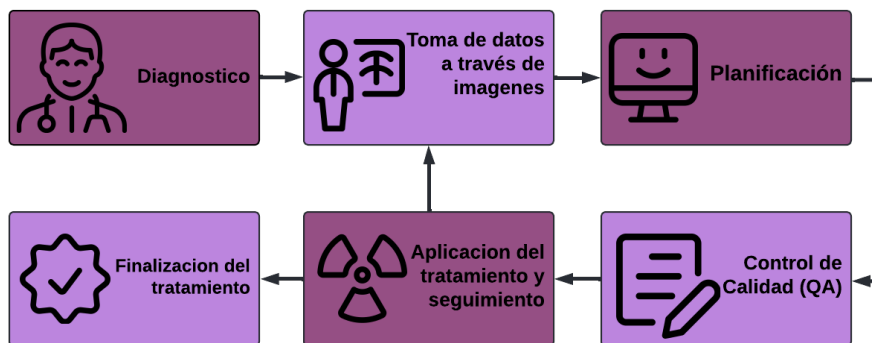 Diagnostico
Toma de datos
a través de
imagenes
Planificación
Finalizacion del
tratamiento
Aplicacion del
tratamiento y
seguimiento
Control de
Calidad (QA)